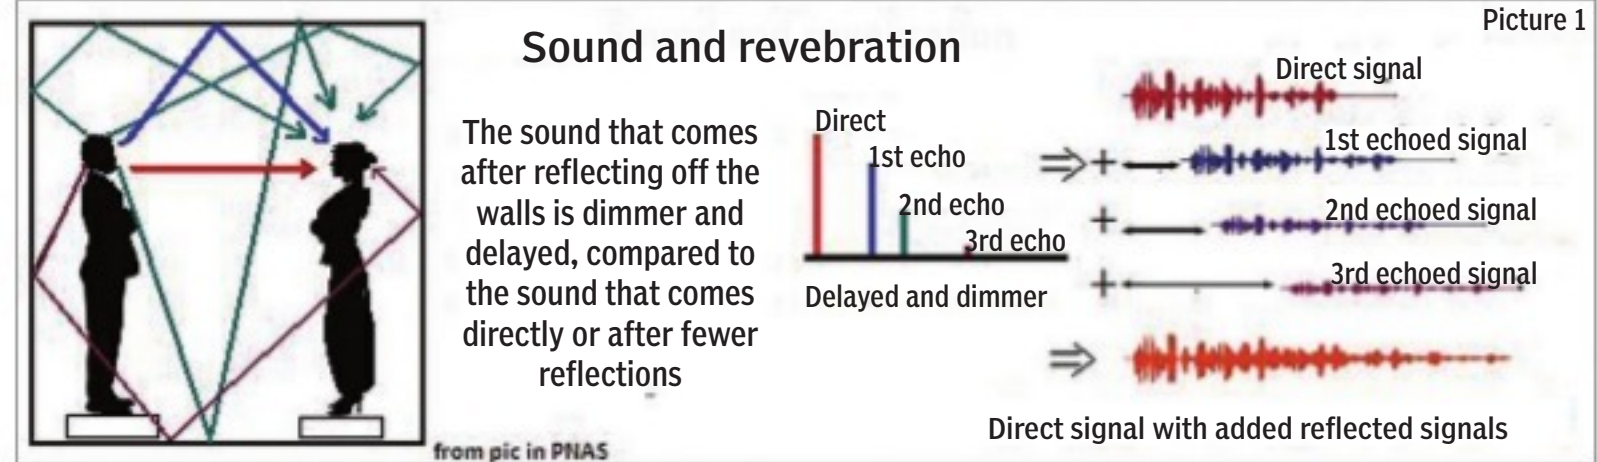 Picture 1
Sound and revebration
The sound that comes
after reflecting off the
walls is dimmer and
delayed, compared to
the sound that comes
directly or after fewer
reflections
from pic in PNAS
Direct
1st echo
2nd echo
3rd echo
Delayed and dimmer
Direct signal
1st echoed signal
2nd echoed signal
3rd echoed signal
Direct signal with added reflected signals